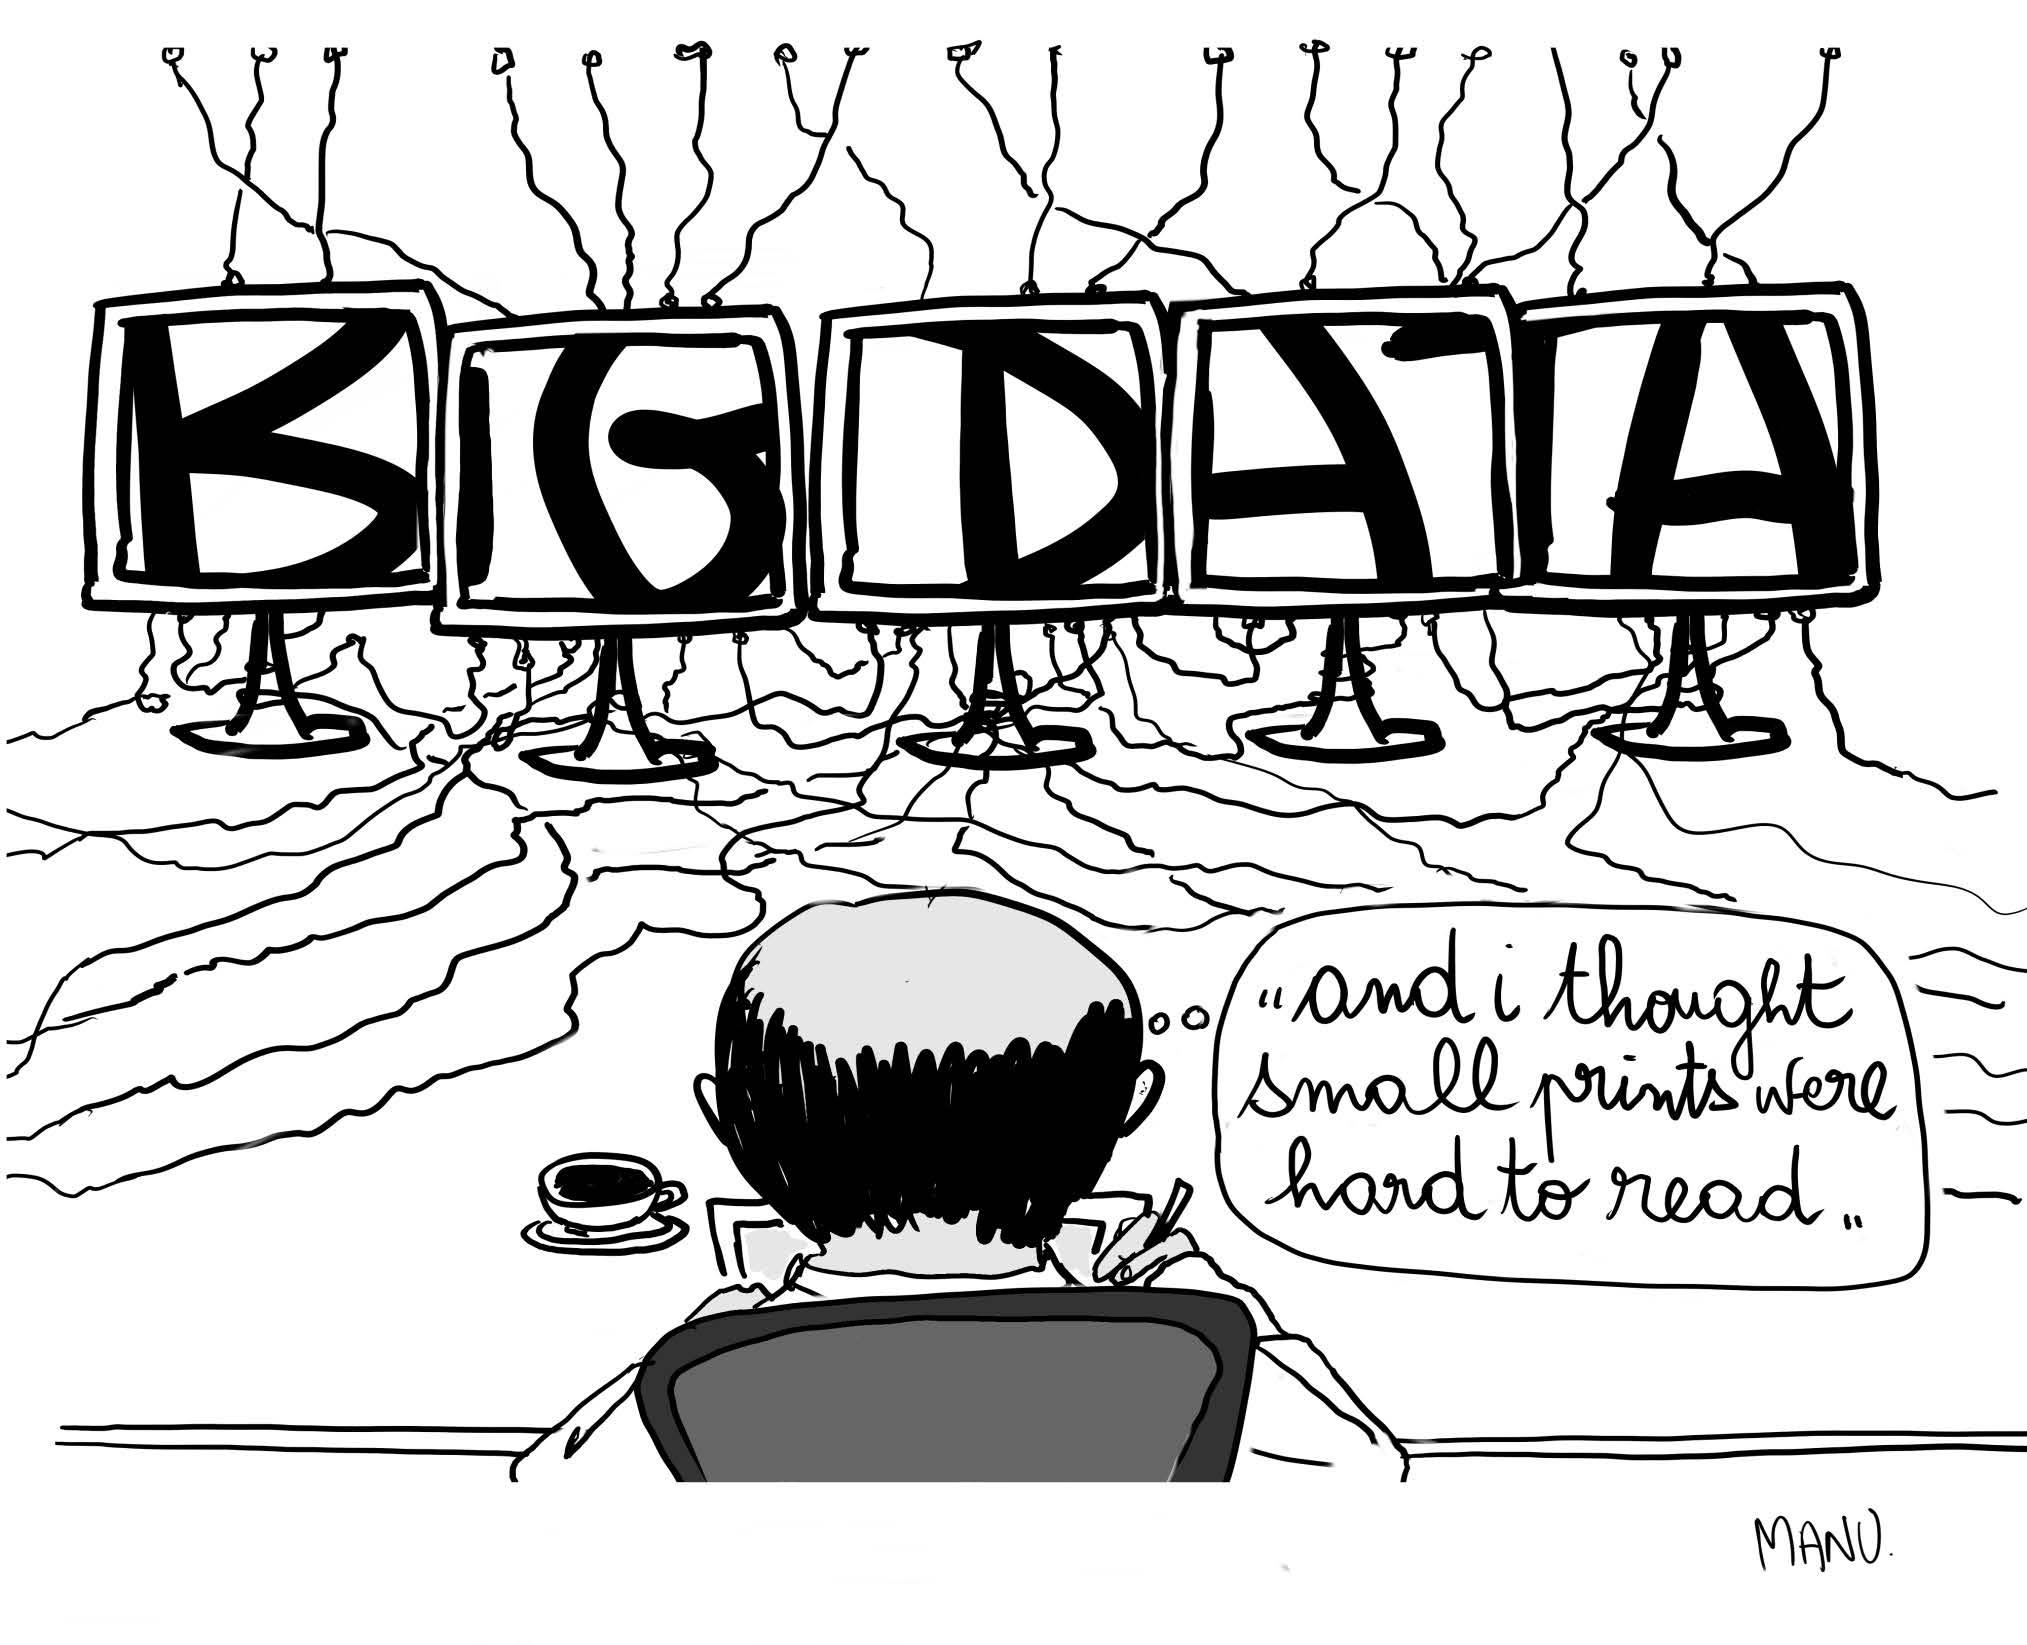 BIG DATA
"and i thought
small prints were
hard to read"
MANU.